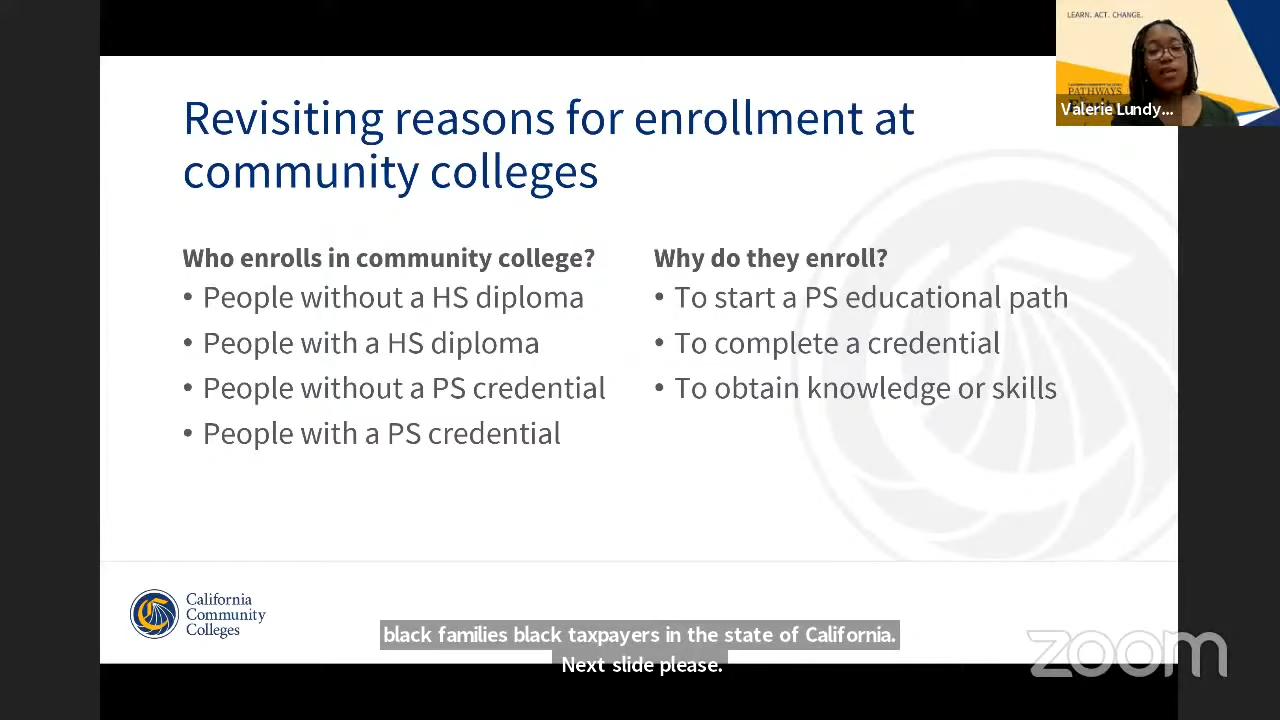 LEARN. ACT. CHANGE.
PATHWAYS
Valerie Lundy...
Revisiting reasons for enrollment at
community colleges
Who enrolls in community college?
• People without a HS diploma
• People with a HS diploma
• People without a PS credential
• People with a PS credential
Why do they enroll?
• To start a PS educational path
• To complete a credential
• To obtain knowledge or skills
California
Community
Colleges
black families black taxpayers in the state of California.
Next slide please.
zoom